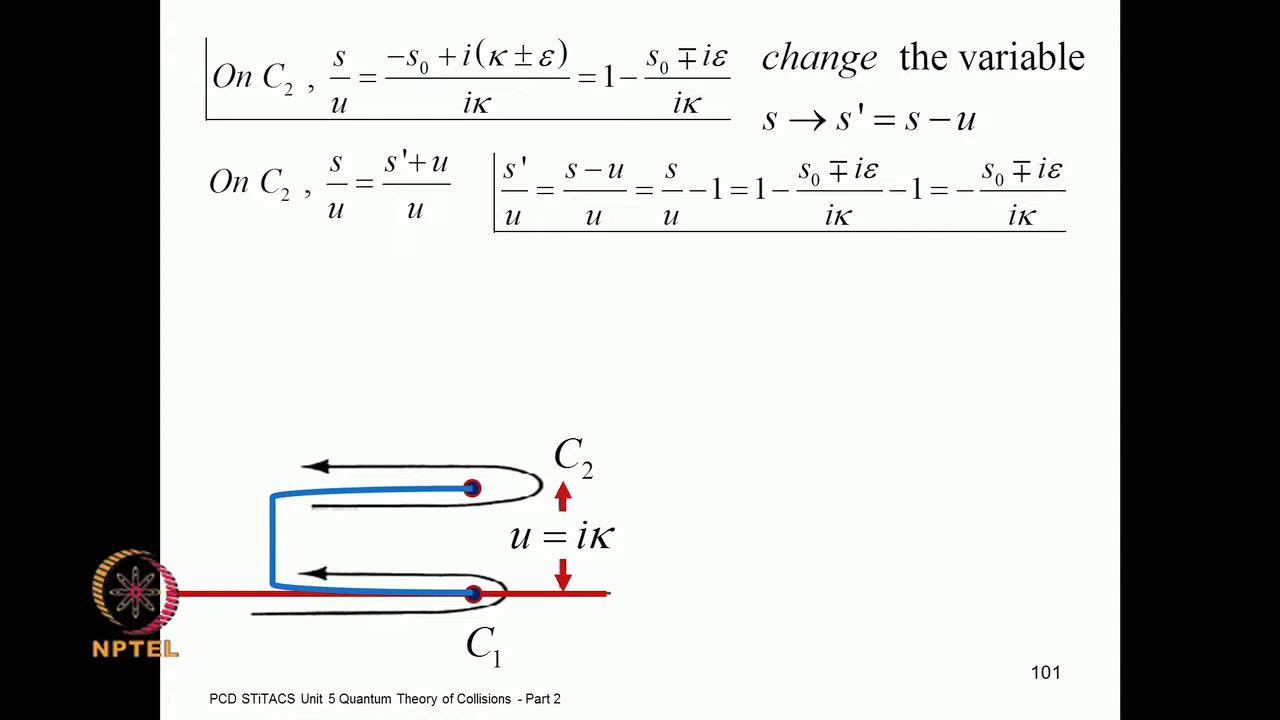 On C₂ , s/u = (−s₀ + i(κ ± ε))/(iκ) = 1 − (s₀ ∓ iε)/(iκ)
change the variable
s → s' = s − u
On C₂ , s/u = (s' + u)/u
s'/u = (s − u)/u = s/u − 1 = 1 − (s₀ ∓ iε)/(iκ) − 1 = − (s₀ ∓ iε)/(iκ)
C₂
u = iκ
C₁
NPTEL
101
PCD STiTACS Unit 5 Quantum Theory of Collisions - Part 2